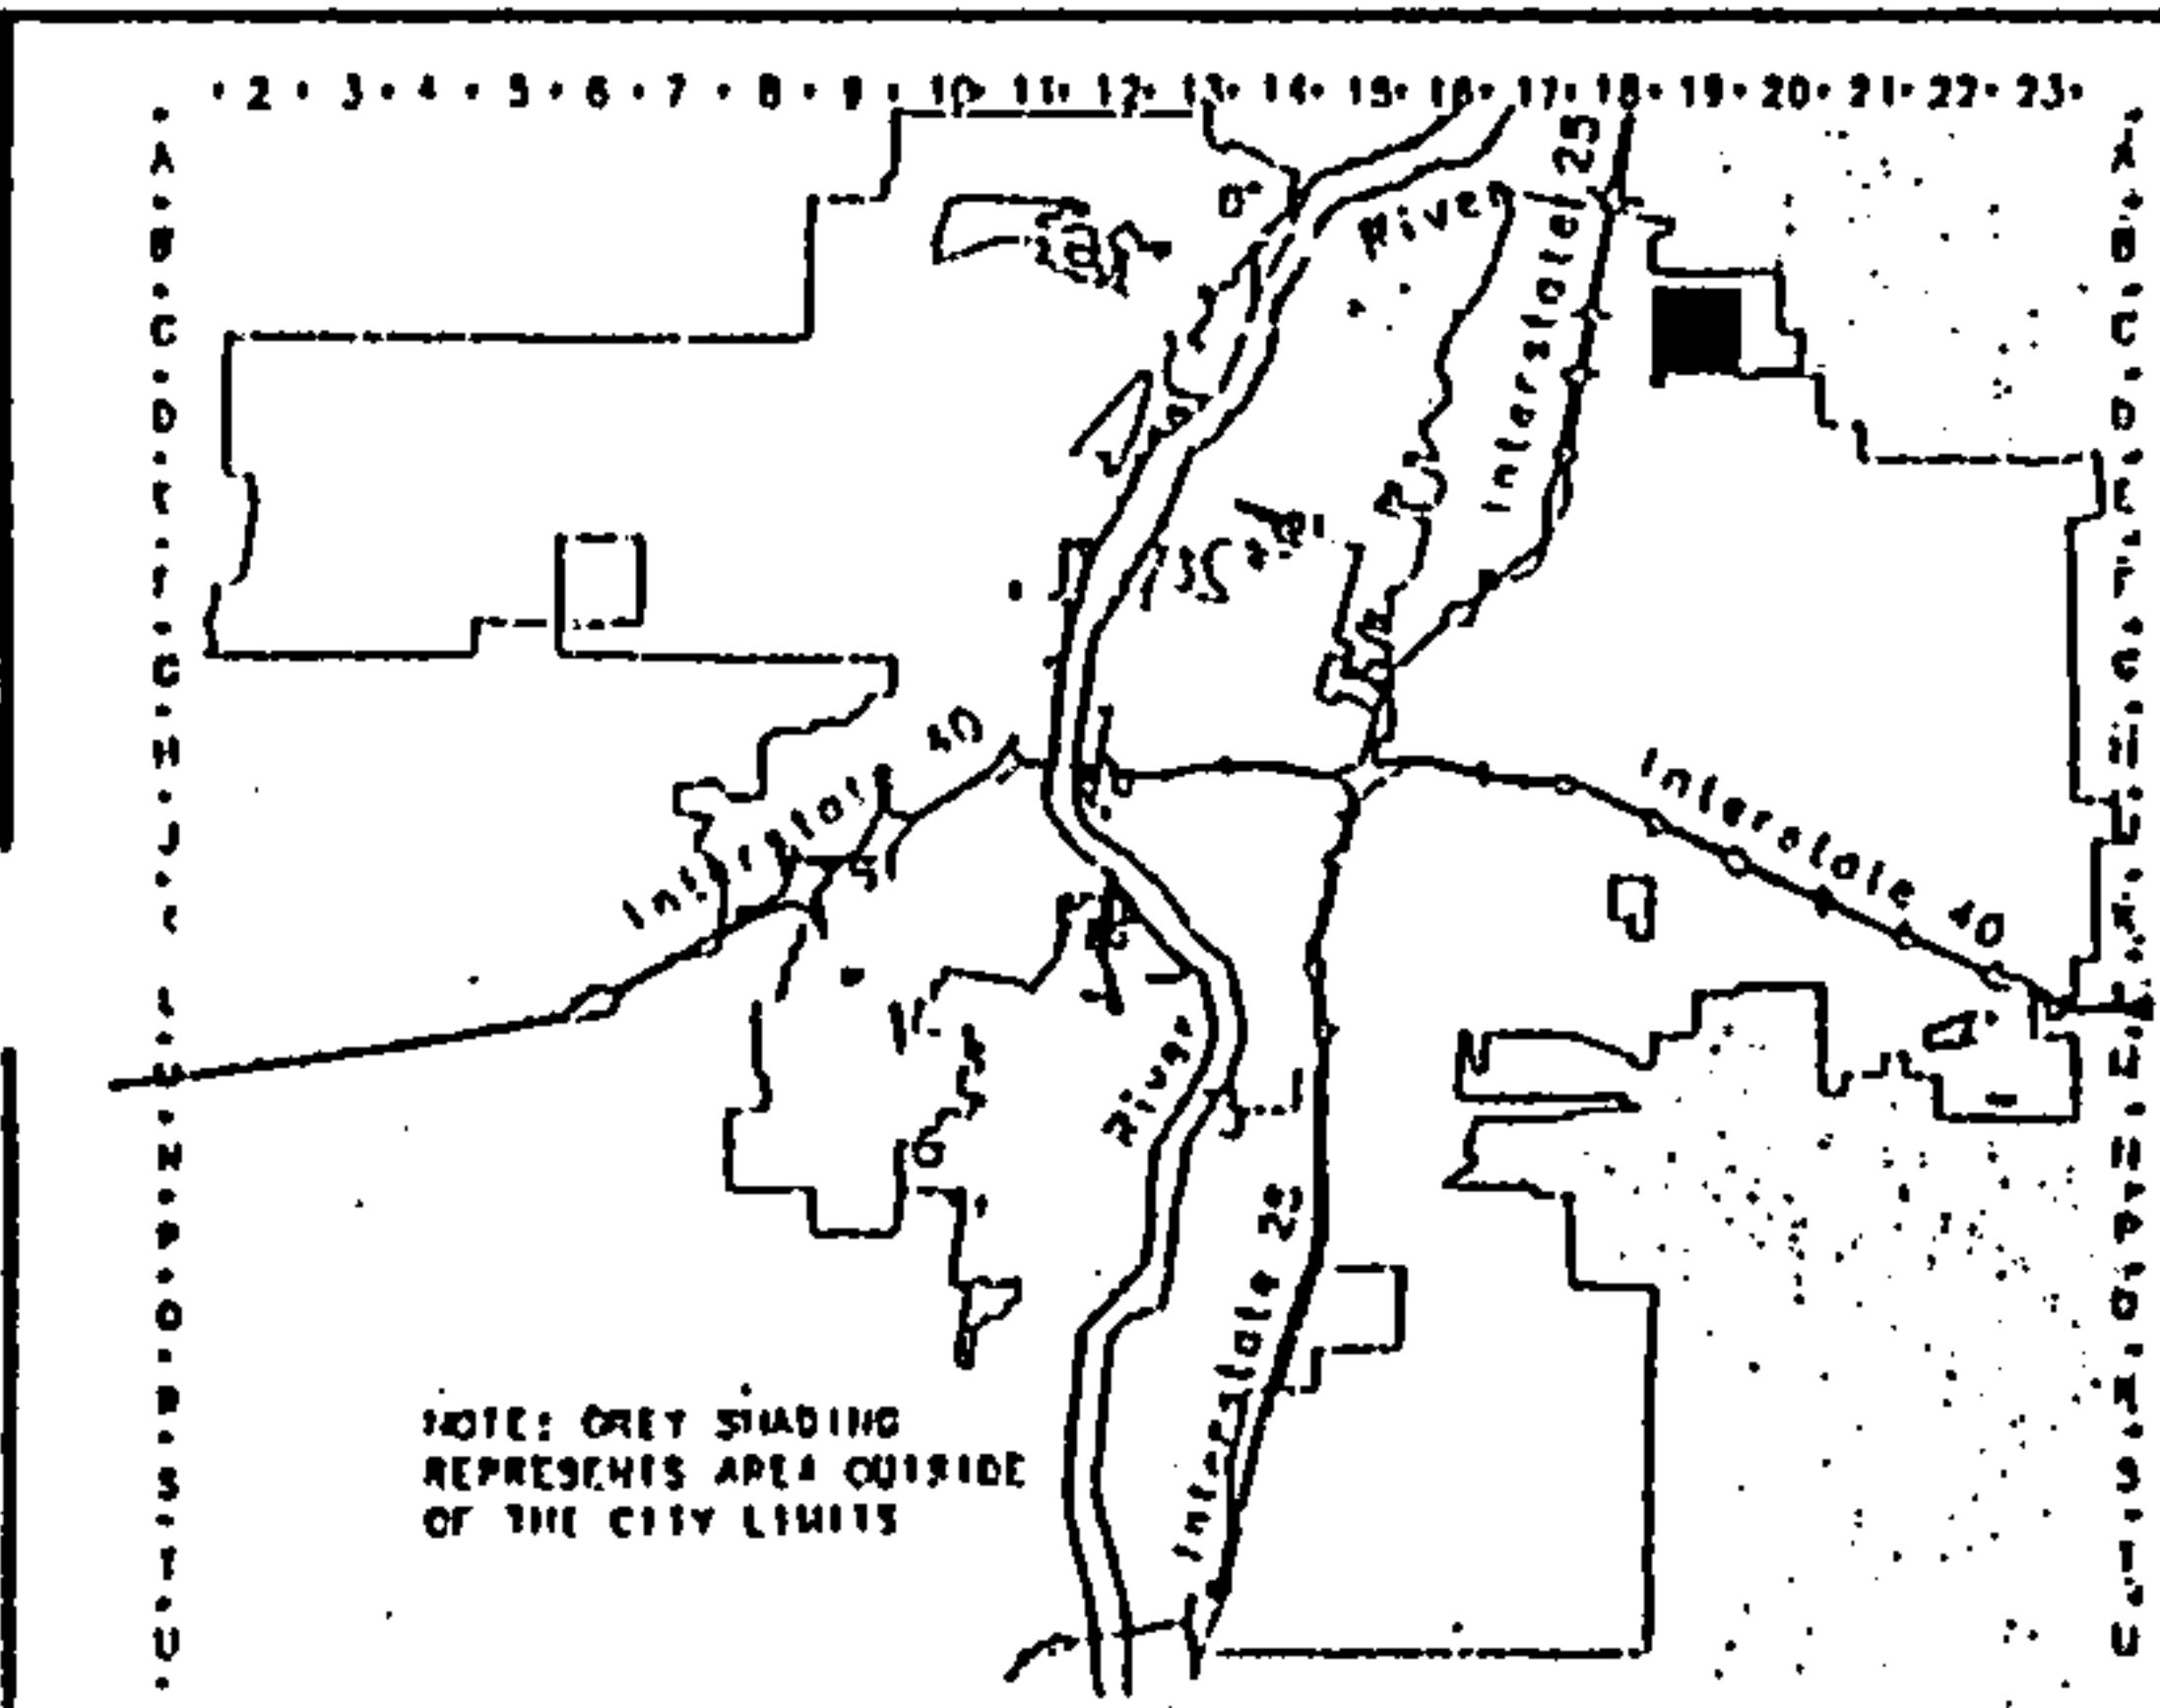 2 3 4 5 6 7 8 9 10 11 12 13 14 15 16 17 18 19 20 21 22 23
A A
B B
C C
D D
E E
F F
G G
H H
J J
K K
L L
M M
N N
P P
Q Q
R R
S S
T T
U U
River
Interstate 25
Interstate 40
Interstate 40
River
Interstate 25
NOTE: GREY SHADING
REPRESENTS AREA OUTSIDE
OF THE CITY LIMITS